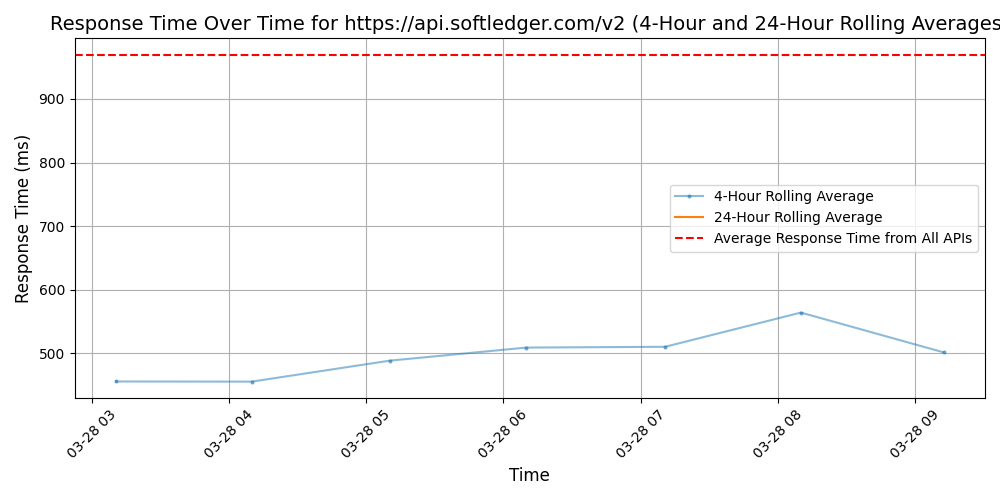 Response Time Over Time for https://api.softledger.com/v2 (4-Hour and 24-Hour Rolling Averages
900
800
700
600
500
Response Time (ms)
4-Hour Rolling Average
24-Hour Rolling Average
Average Response Time from All APIs
03-28 03
03-28 04
03-28 05
03-28 06
03-28 07
03-28 08
03-28 09
Time